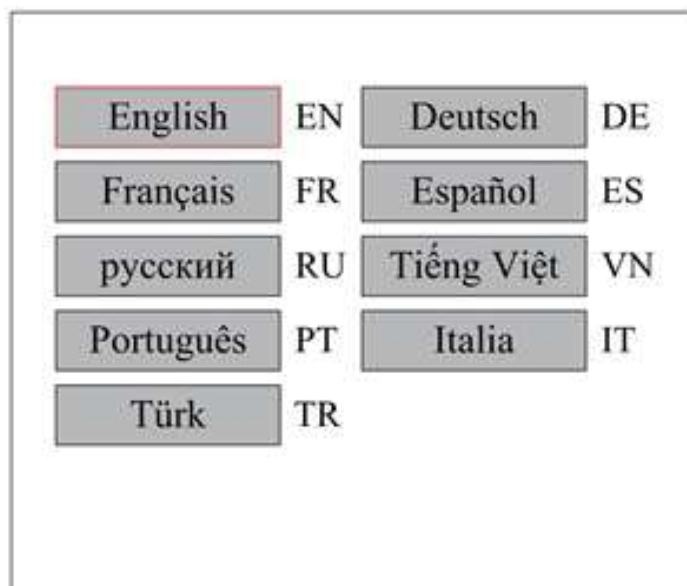 English EN Deutsch DE
Français FR Español ES
русский RU Tiếng Việt VN
Português PT Italia IT
Türk TR